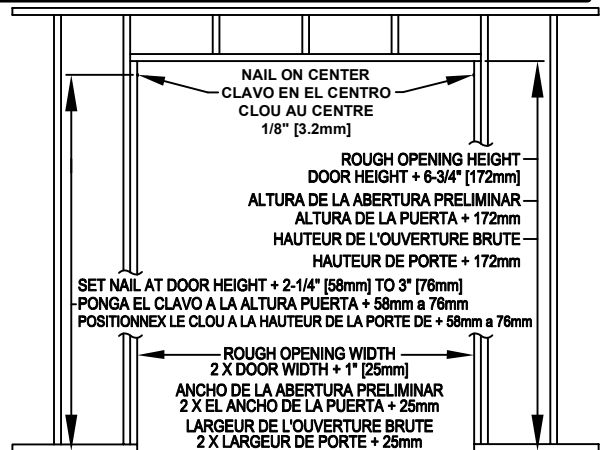 NAIL ON CENTER
CLAVO EN EL CENTRO
CLOU AU CENTRE
1/8" [3.2mm]
ROUGH OPENING HEIGHT
DOOR HEIGHT + 6-3/4" [172mm]
ALTURA DE LA ABERTURA PRELIMINAR
ALTURA DE LA PUERTA + 172mm
HAUTEUR DE L'OUVERTURE BRUTE
HAUTEUR DE PORTE + 172mm
SET NAIL AT DOOR HEIGHT + 2-1/4" [58mm] TO 3" [76mm]
PONGA EL CLAVO A LA ALTURA PUERTA + 58mm a 76mm
POSITIONNEX LE CLOU A LA HAUTEUR DE LA PORTE DE + 58mm a 76mm
ROUGH OPENING WIDTH
2 X DOOR WIDTH + 1" [25mm]
ANCHO DE LA ABERTURA PRELIMINAR
2 X EL ANCHO DE LA PUERTA + 25mm
LARGEUR DE L'OUVERTURE BRUTE
2 X LARGEUR DE PORTE + 25mm